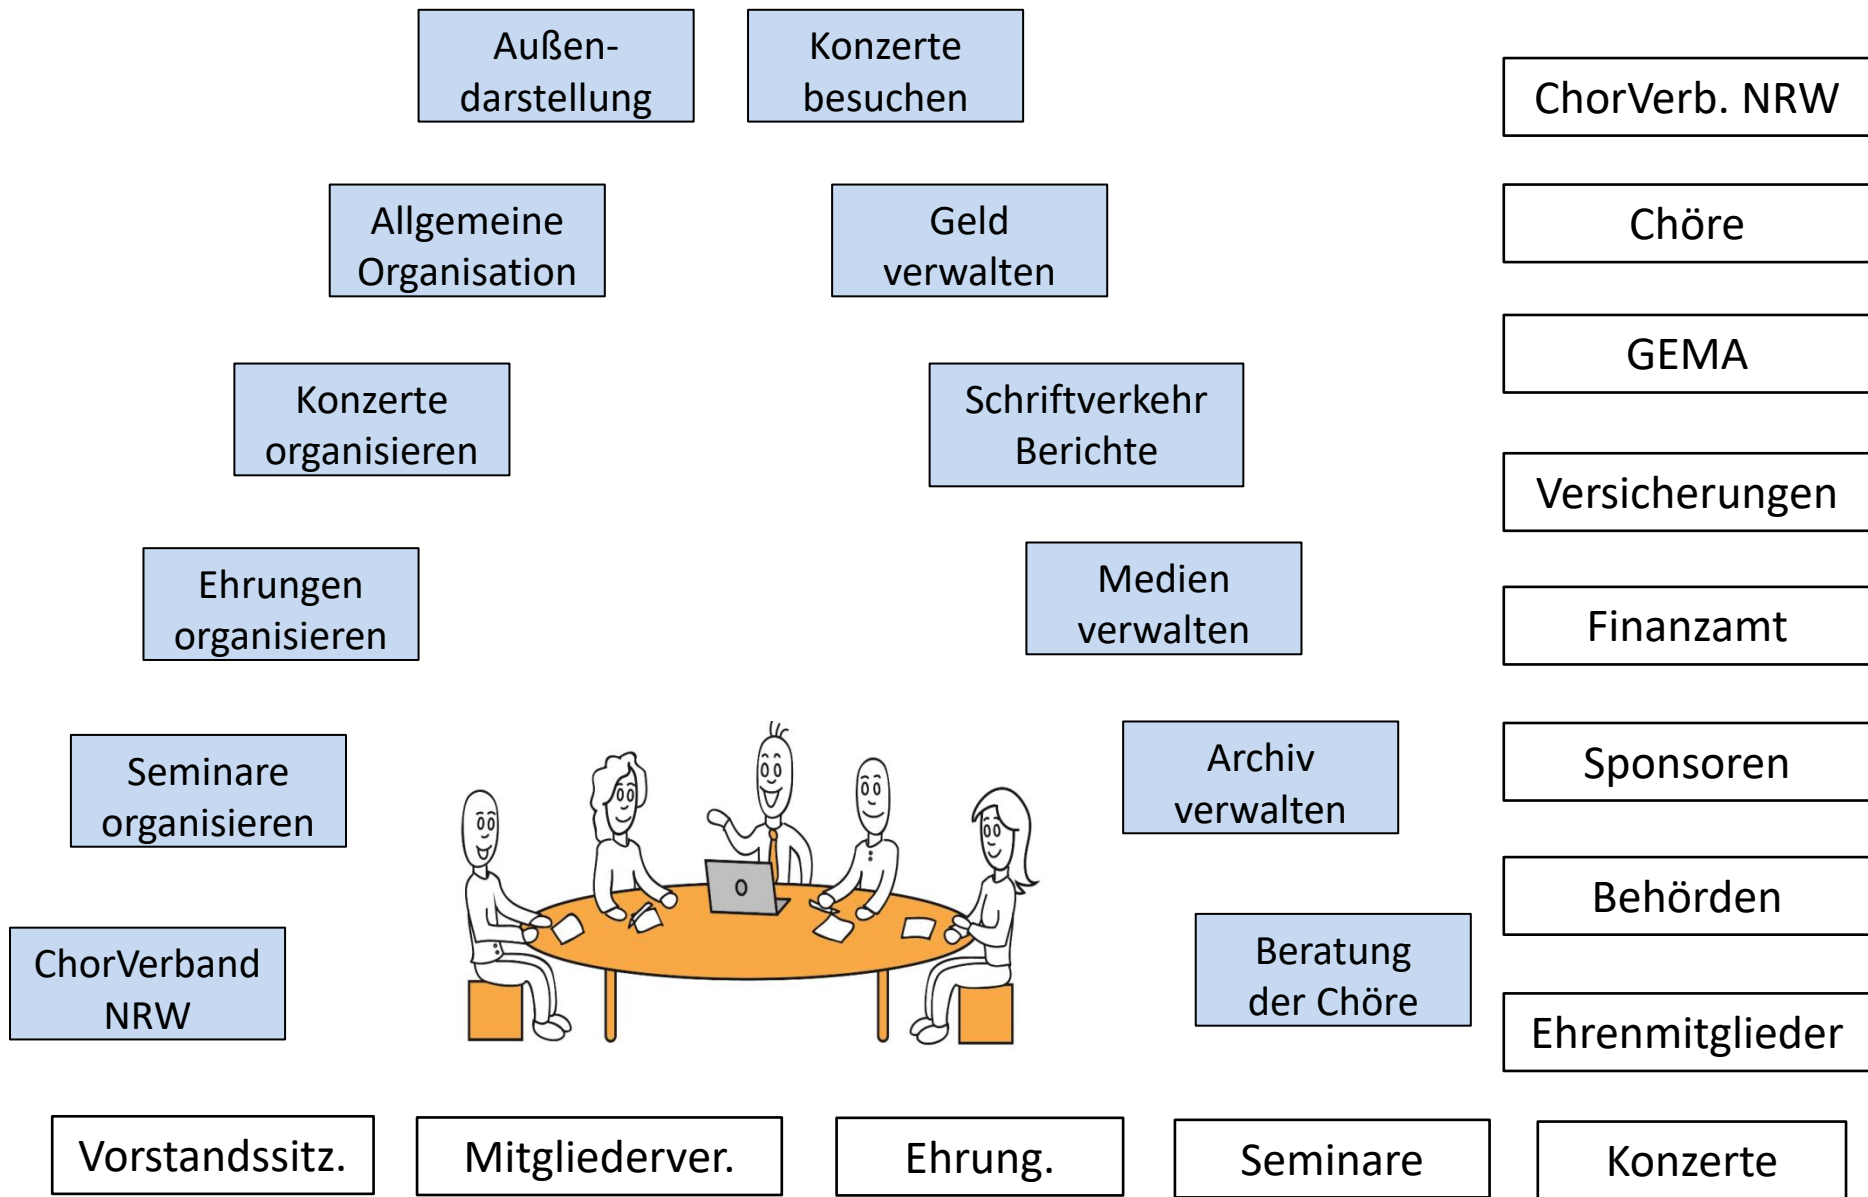 Außen-
darstellung
Konzerte
besuchen
Allgemeine
Organisation
Geld
verwalten
Konzerte
organisieren
Schriftverkehr
Berichte
Ehrungen
organisieren
Medien
verwalten
Seminare
organisieren
Archiv
verwalten
ChorVerband
NRW
Beratung
der Chöre
ChorVerb. NRW
Chöre
GEMA
Versicherungen
Finanzamt
Sponsoren
Behörden
Ehrenmitglieder
Vorstandssitz.
Mitgliederver.
Ehrung.
Seminare
Konzerte